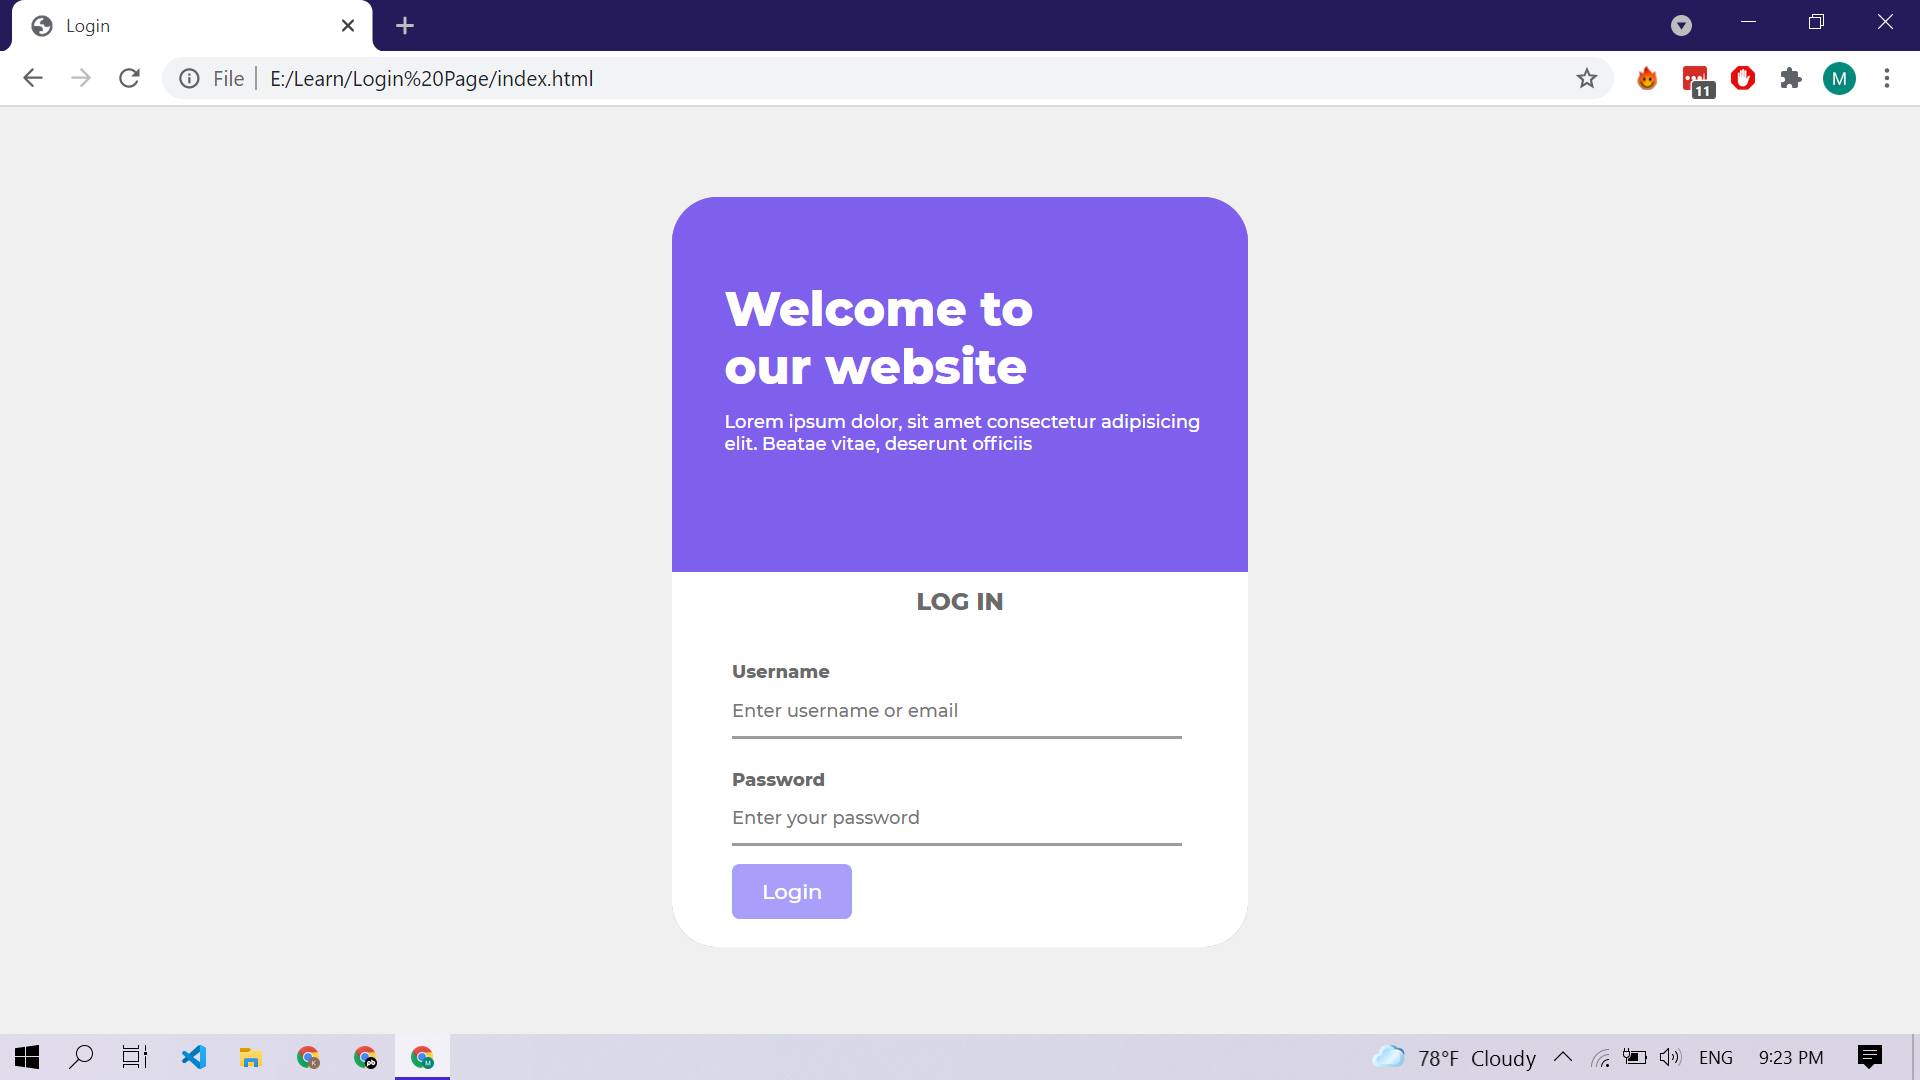 Login
File
E:/Learn/Login%20Page/index.html
11
M
Welcome to
our website
Lorem ipsum dolor, sit amet consectetur adipisicing
elit. Beatae vitae, deserunt officiis
LOG IN
Username
Enter username or email
Password
Enter your password
Login
78°F Cloudy
ENG
9:23 PM